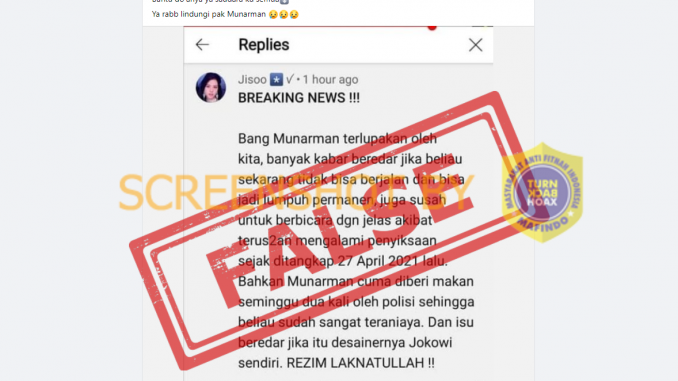 Ya rabb lindungi pak Munarman
Replies
Jisoo √ • 1 hour ago
BREAKING NEWS !!!
Bang Munarman terlupakan oleh
kita, banyak kabar beredar jika beliau
sekarang tidak bisa berjalan dan bisa
jadi lumpuh permanen, juga susah
untuk berbicara dgn jelas akibat
terus2an mengalami penyiksaan
sejak ditangkap 27 April 2021 lalu.
Bahkan Munarman cuma diberi makan
seminggu dua kali oleh polisi sehingga
beliau sudah sangat teraniaya. Dan isu
beredar jika itu desainernya Jokowi
sendiri. REZIM LAKNATULLAH !!
FALSE
SCREENSHOT BY
MASYARAKAT ANTI FITNAH INDONESIA
TURN
BACK
HOAX
MAFINDO